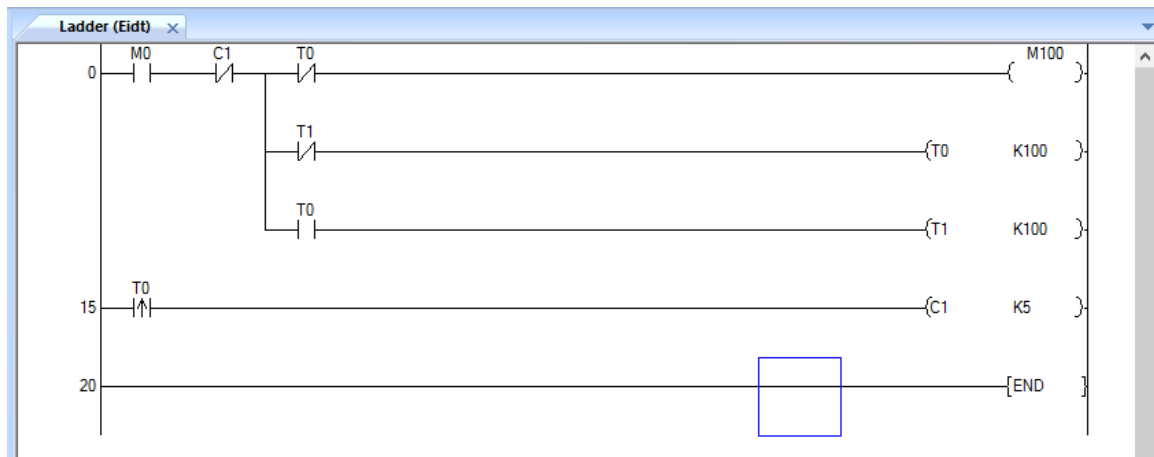 Ladder (Eidt)
M0 C1 T0 M100
0
T1
T0 K100
T0
T1 K100
T0
15 C1 K5
20 END